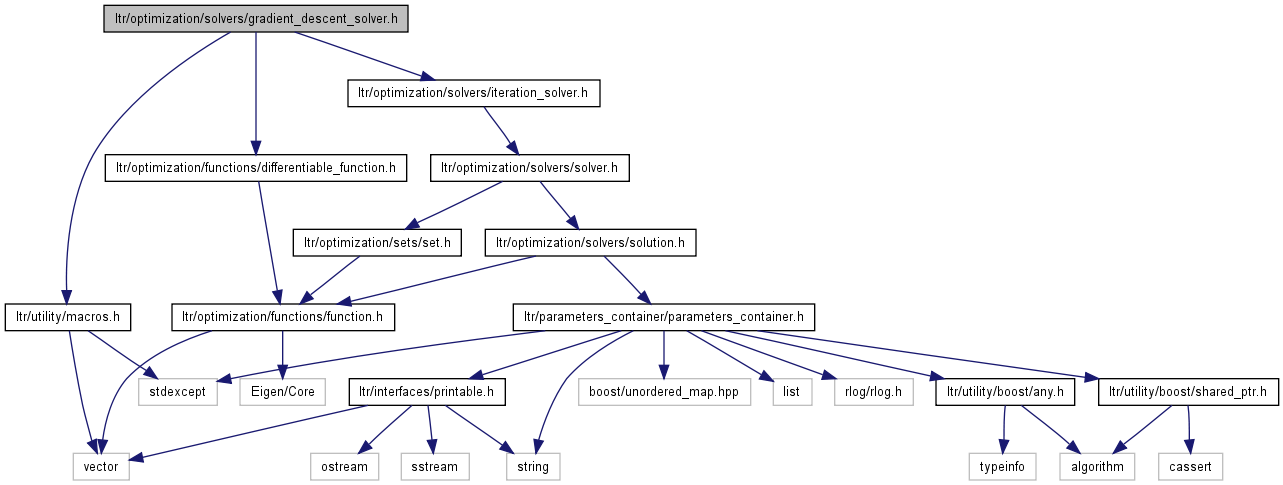 ltr/optimization/solvers/gradient_descent_solver.h
ltr/optimization/solvers/iteration_solver.h
ltr/optimization/functions/differentiable_function.h
ltr/optimization/solvers/solver.h
ltr/optimization/sets/set.h
ltr/optimization/solvers/solution.h
ltr/utility/macros.h
ltr/optimization/functions/function.h
ltr/parameters_container/parameters_container.h
stdexcept
Eigen/Core
ltr/interfaces/printable.h
boost/unordered_map.hpp
list
rlog/rlog.h
ltr/utility/boost/any.h
ltr/utility/boost/shared_ptr.h
vector
ostream
sstream
string
typeinfo
algorithm
cassert